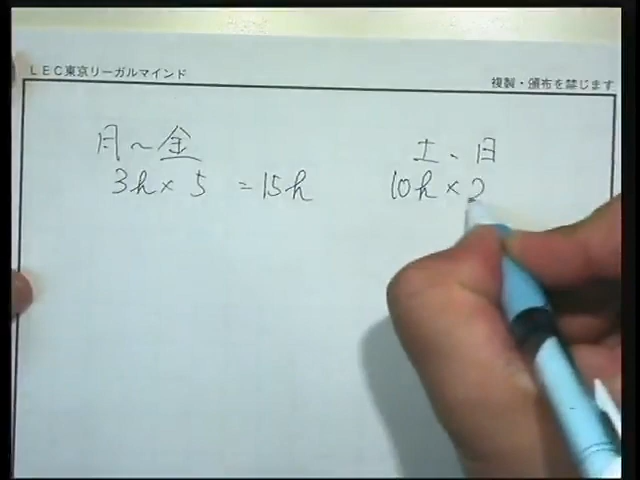 LEC東京リーガルマインド
複製・頒布を禁じます
月〜金
3h×5 =15h
土、日
10h×2